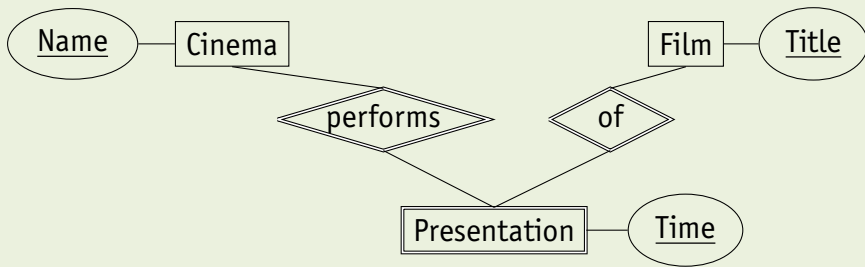 Name
Cinema
Film
Title
performs
of
Presentation
Time